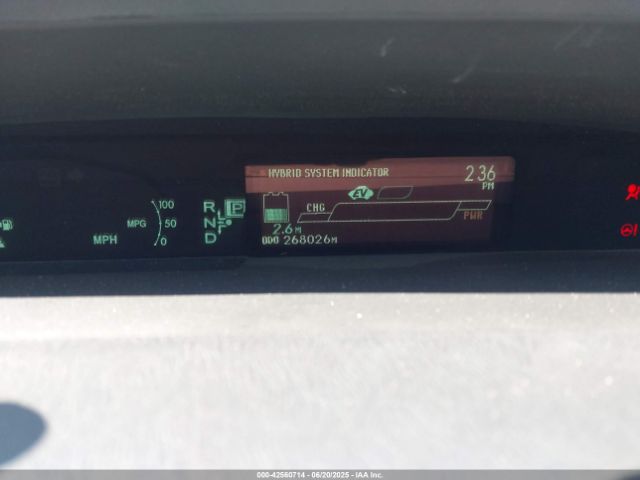 HYBRID SYSTEM INDICATOR 2:36
PM
EV
CHG
PWR
2.6M
ODO 268026M
100
MPG 50
0
MPH
R
N
D
P
000-42560714 - 06/20/2025 - IAA Inc.